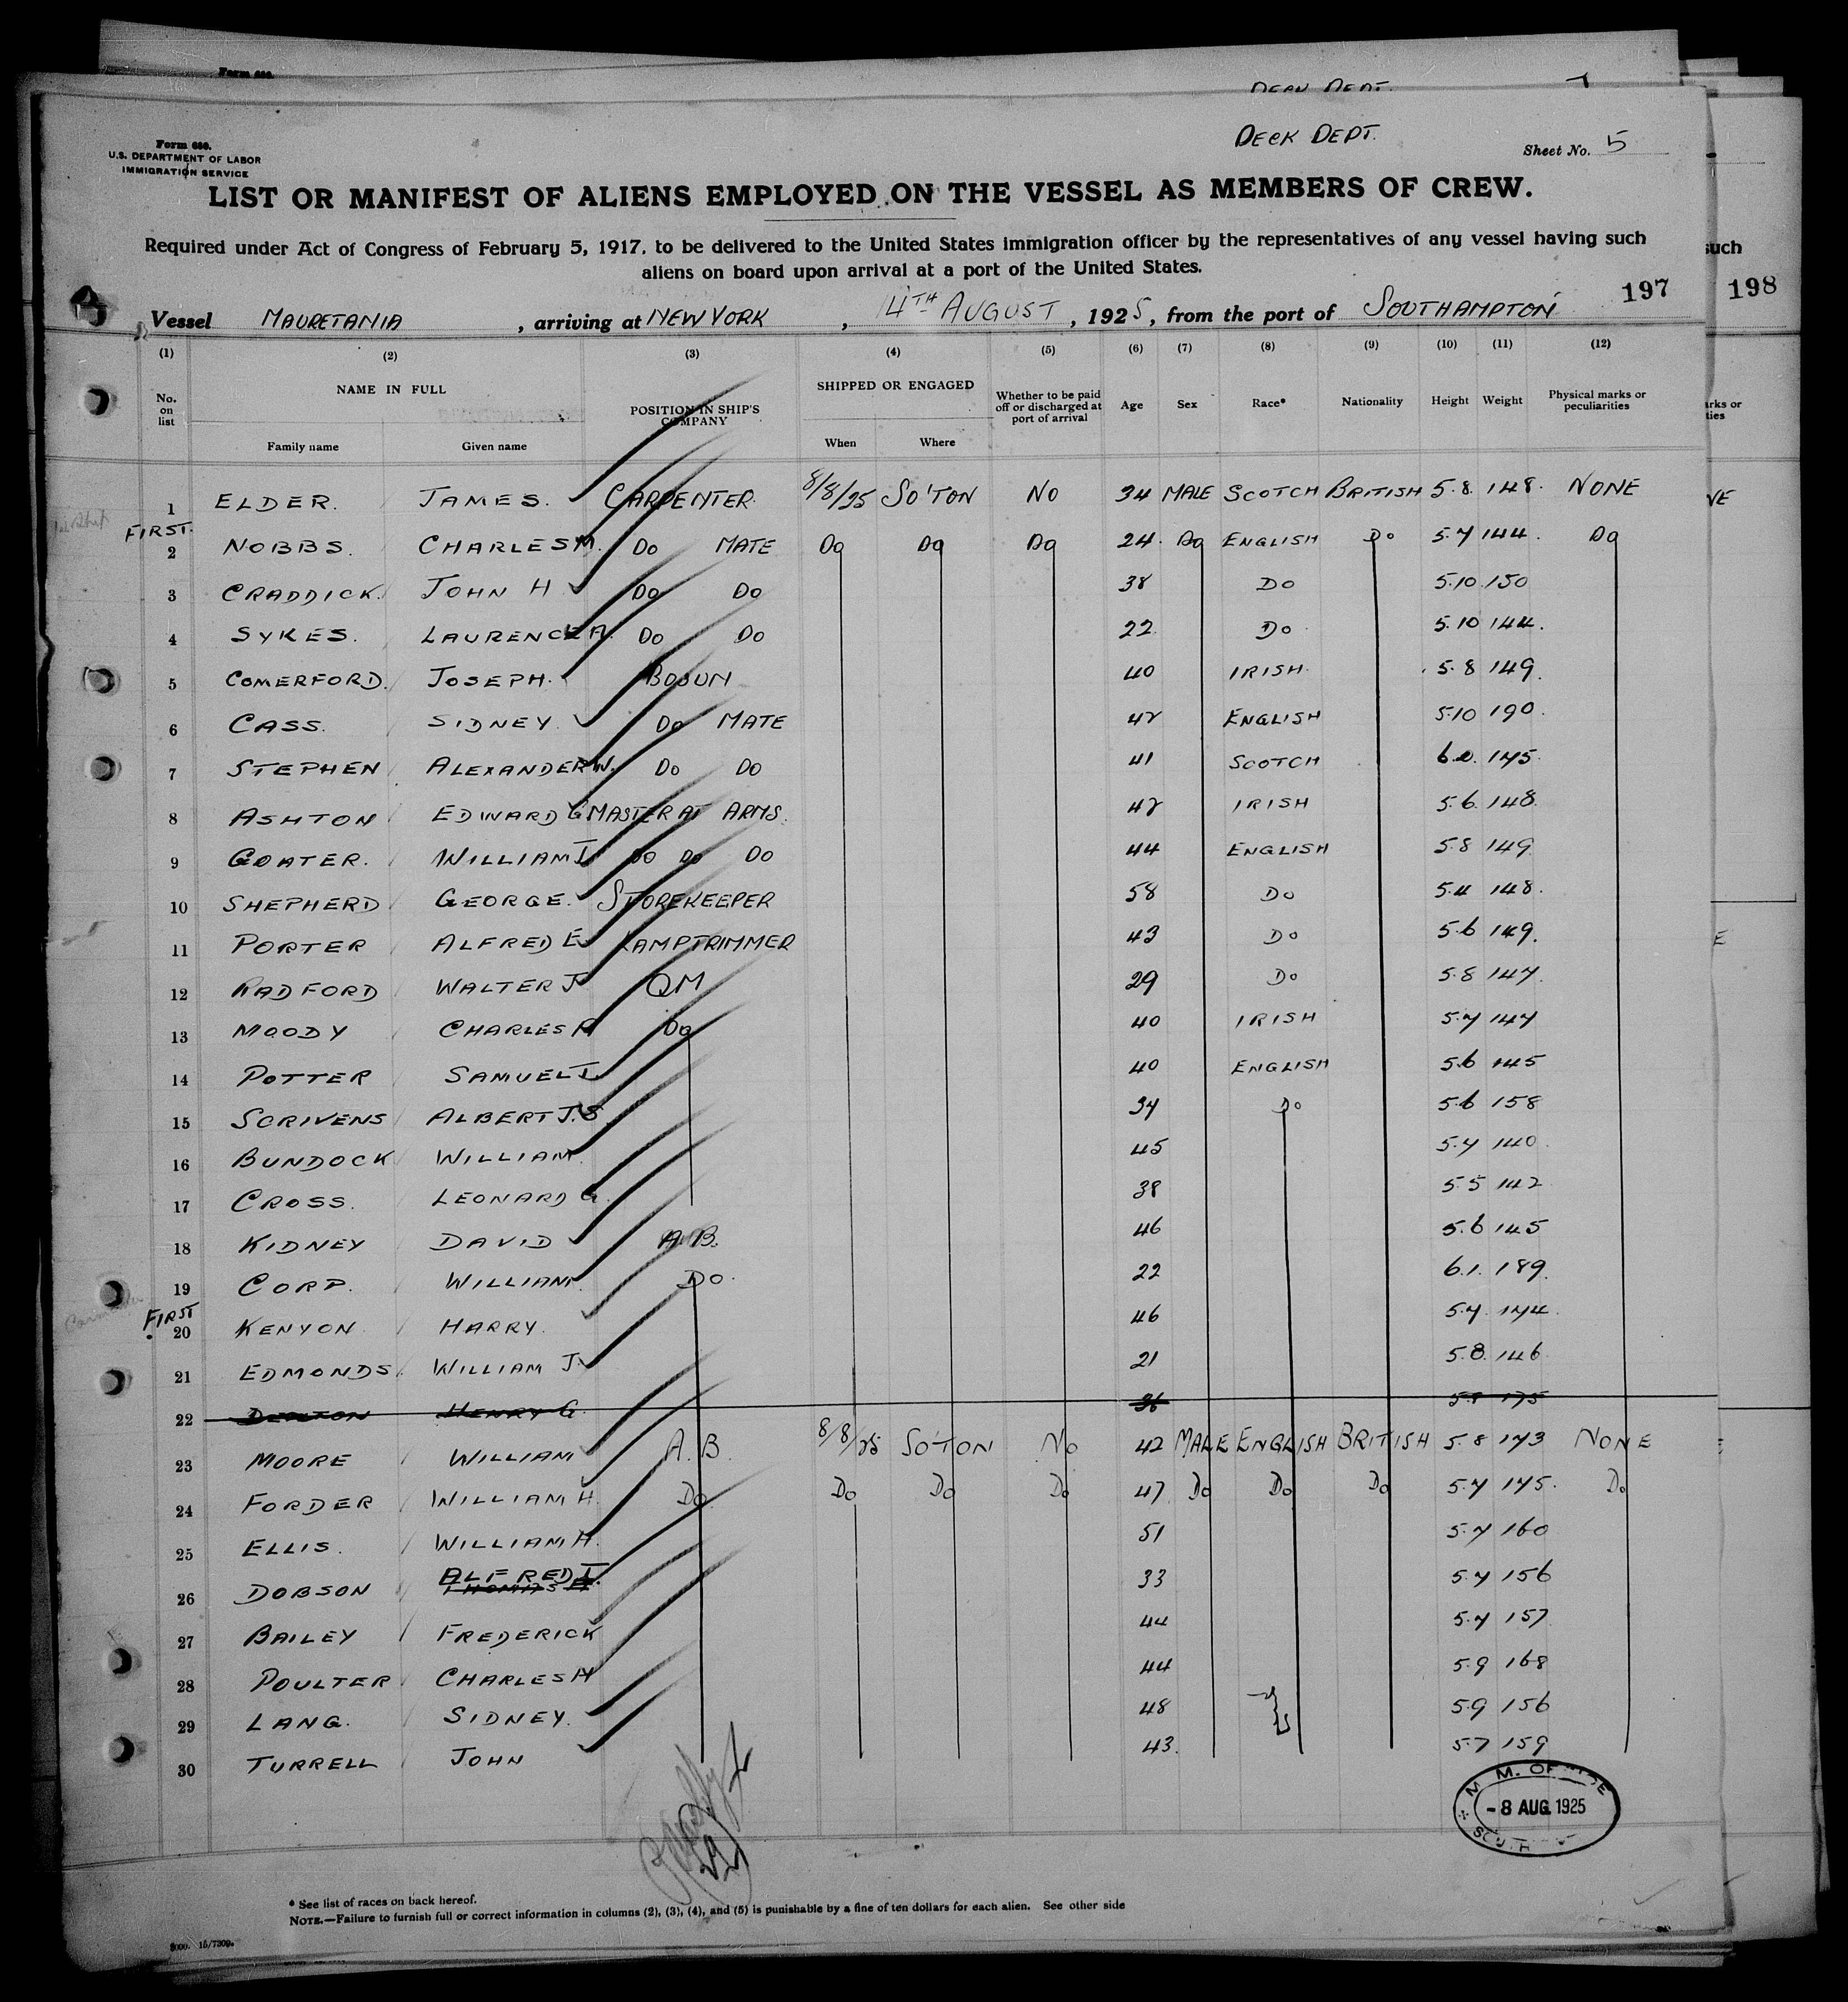 DECK DEPT.
Form 680.
U.S. DEPARTMENT OF LABOR
IMMIGRATION SERVICE
DECK DEPT.
Sheet No. 5
LIST OR MANIFEST OF ALIENS EMPLOYED ON THE VESSEL AS MEMBERS OF CREW.
Required under Act of Congress of February 5, 1917, to be delivered to the United States immigration officer by the representatives of any vessel having such
aliens on board upon arrival at a port of the United States.
197 198
Vessel MAURETANIA, arriving at NEW YORK, 4TH AUGUST, 1925, from the port of SOUTHAMPTON
(1) (2) (3) (4) (5) (6) (7) (8) (9) (10) (11) (12)
No. on list NAME IN FULL POSITION IN SHIP'S COMPANY SHIPPED OR ENGAGED Whether to be paid off or discharged at port of arrival Age Sex Race* Nationality Height Weight Physical marks or peculiarities
Family name Given name When Where
1 ELDER. JAMES. CARPENTER. 8/8/25 SO'TON NO 34 MALE SCOTCH BRITISH 5.8. 148. NONE
FIRST.
2 NOBBS. CHARLES M. DO MATE DO DO DO 24. DO ENGLISH DO 5.7 144. DO
3 CRADDICK. JOHN H DO DO 38 DO 5.10. 150
4 SYKES. LAURENCE A. DO DO 22. DO 5.10 144.
5 COMERFORD. JOSEPH. BOSUN 40 IRISH. 5.8 149.
6 CASS. SIDNEY. DO MATE 42 ENGLISH 5.10 190.
7 STEPHEN ALEXANDER W. DO DO 41 SCOTCH 6.0. 175.
8 ASHTON EDWARD G MASTER AT ARMS. 42 IRISH 5.6. 148.
9 GOATER. WILLIAM J. DO DO DO 44 ENGLISH 5.8 149.
10 SHEPHERD GEORGE. STOREKEEPER 58 DO 5.4 148.
11 PORTER ALFRED E. LAMPTRIMMER 43 DO 5.6 149.
12 RADFORD WALTER J. QM 29 DO 5.8 147.
13 MOODY CHARLES R DO 40 IRISH 5.7 147
14 POTTER SAMUEL J. 40 ENGLISH 5.6 145
15 SCRIVENS ALBERT J.S. 34 DO 5.6 158
16 BUNDOCK WILLIAM. 45 5.7 140.
17 CROSS. LEONARD G. 38 5.5 142
18 KIDNEY DAVID A.B. 46 5.6 145
19 CORP. WILLIAM DO. 22 6.1. 189.
FIRST
20 KENYON HARRY. 46 5.7. 174.
21 EDMONDS. WILLIAM J. 21 5.8. 146.
22 HENRY G. 36 5.8 175
23 MOORE WILLIAM A.B. 8/8/25 SO'TON NO 42 MALE ENGLISH BRITISH 5.8 173 NONE
24 FORDER WILLIAM H. DO. DO DO DO 47. DO DO DO 5.7 175. DO
25 ELLIS. WILLIAM H. 51 5.7 160
26 DOBSON ALFRED J. THOMAS H 33 5.7 156
27 BAILEY FREDERICK 44 5.7 157.
28 POULTER CHARLES H 44 5.9 168
29 LANG. SIDNEY. 48 5.9 156
30 TURRELL JOHN 43. 5.7 159
M. M. OFFICE
- 8 AUG. 1925
* See list of races on back hereof.
NOTE.—Failure to furnish full or correct information in columns (2), (3), (4), and (5) is punishable by a fine of ten dollars for each alien. See other side
5000. 15/7309.